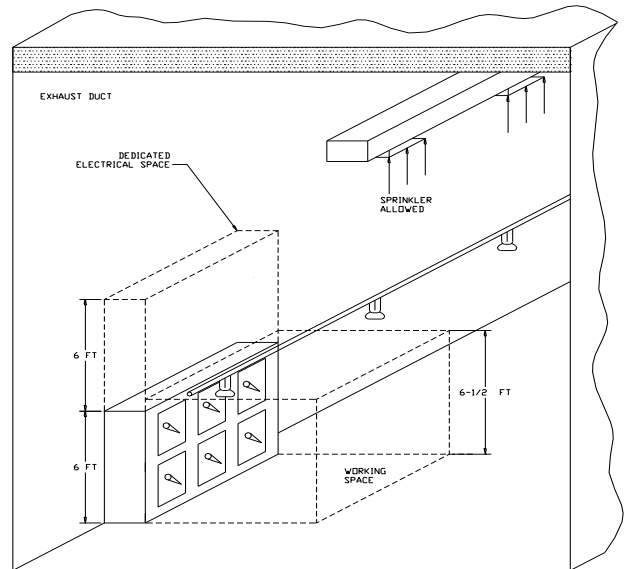 EXHAUST DUCT
DEDICATED
ELECTRICAL SPACE
SPRINKLER
ALLOWED
6 FT
6-1/2 FT
6 FT
WORKING
SPACE